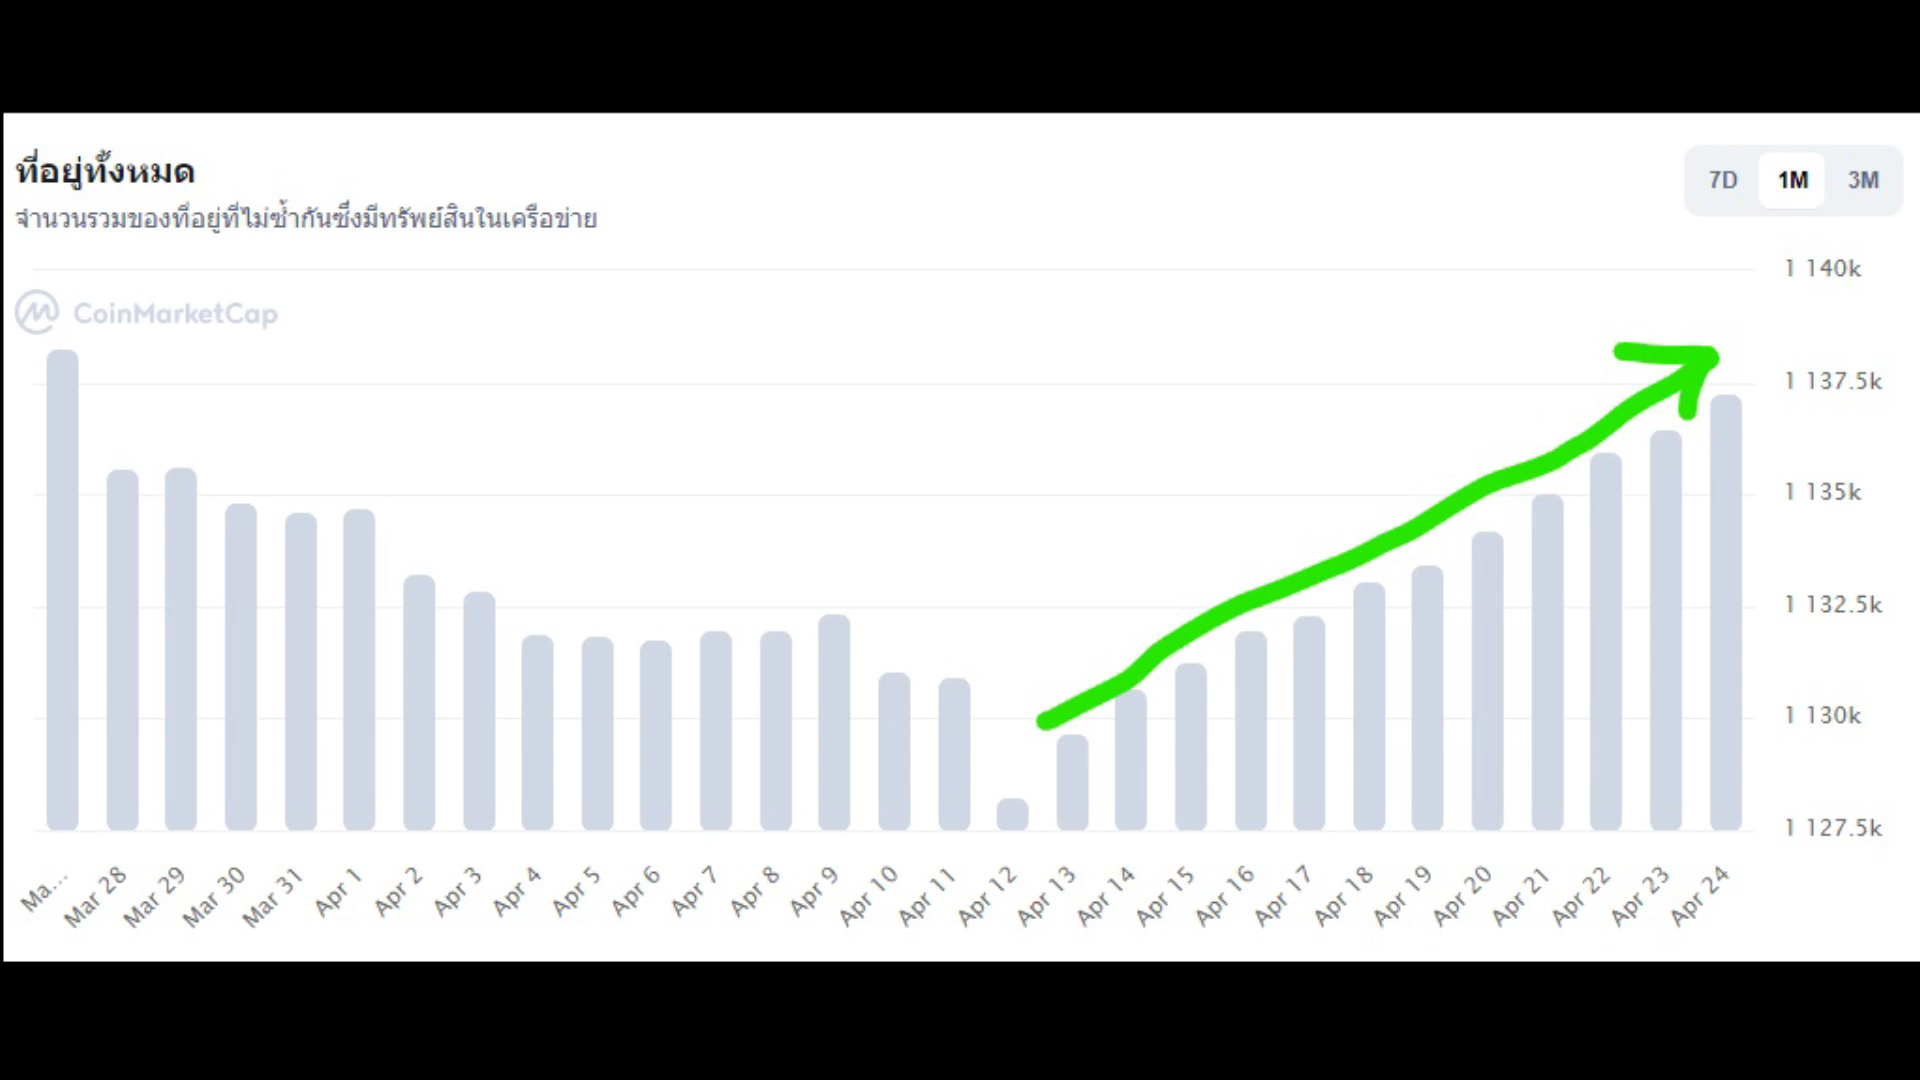 ที่อยู่ทั้งหมด
จำนวนรวมของที่อยู่ที่ไม่ซ้ำกันซึ่งมีทรัพย์สินในเครือข่าย
7D 1M 3M
CoinMarketCap
1 140k
1 137.5k
1 135k
1 132.5k
1 130k
1 127.5k
Ma... Mar 28 Mar 29 Mar 30 Mar 31 Apr 1 Apr 2 Apr 3 Apr 4 Apr 5 Apr 6 Apr 7 Apr 8 Apr 9 Apr 10 Apr 11 Apr 12 Apr 13 Apr 14 Apr 15 Apr 16 Apr 17 Apr 18 Apr 19 Apr 20 Apr 21 Apr 22 Apr 23 Apr 24